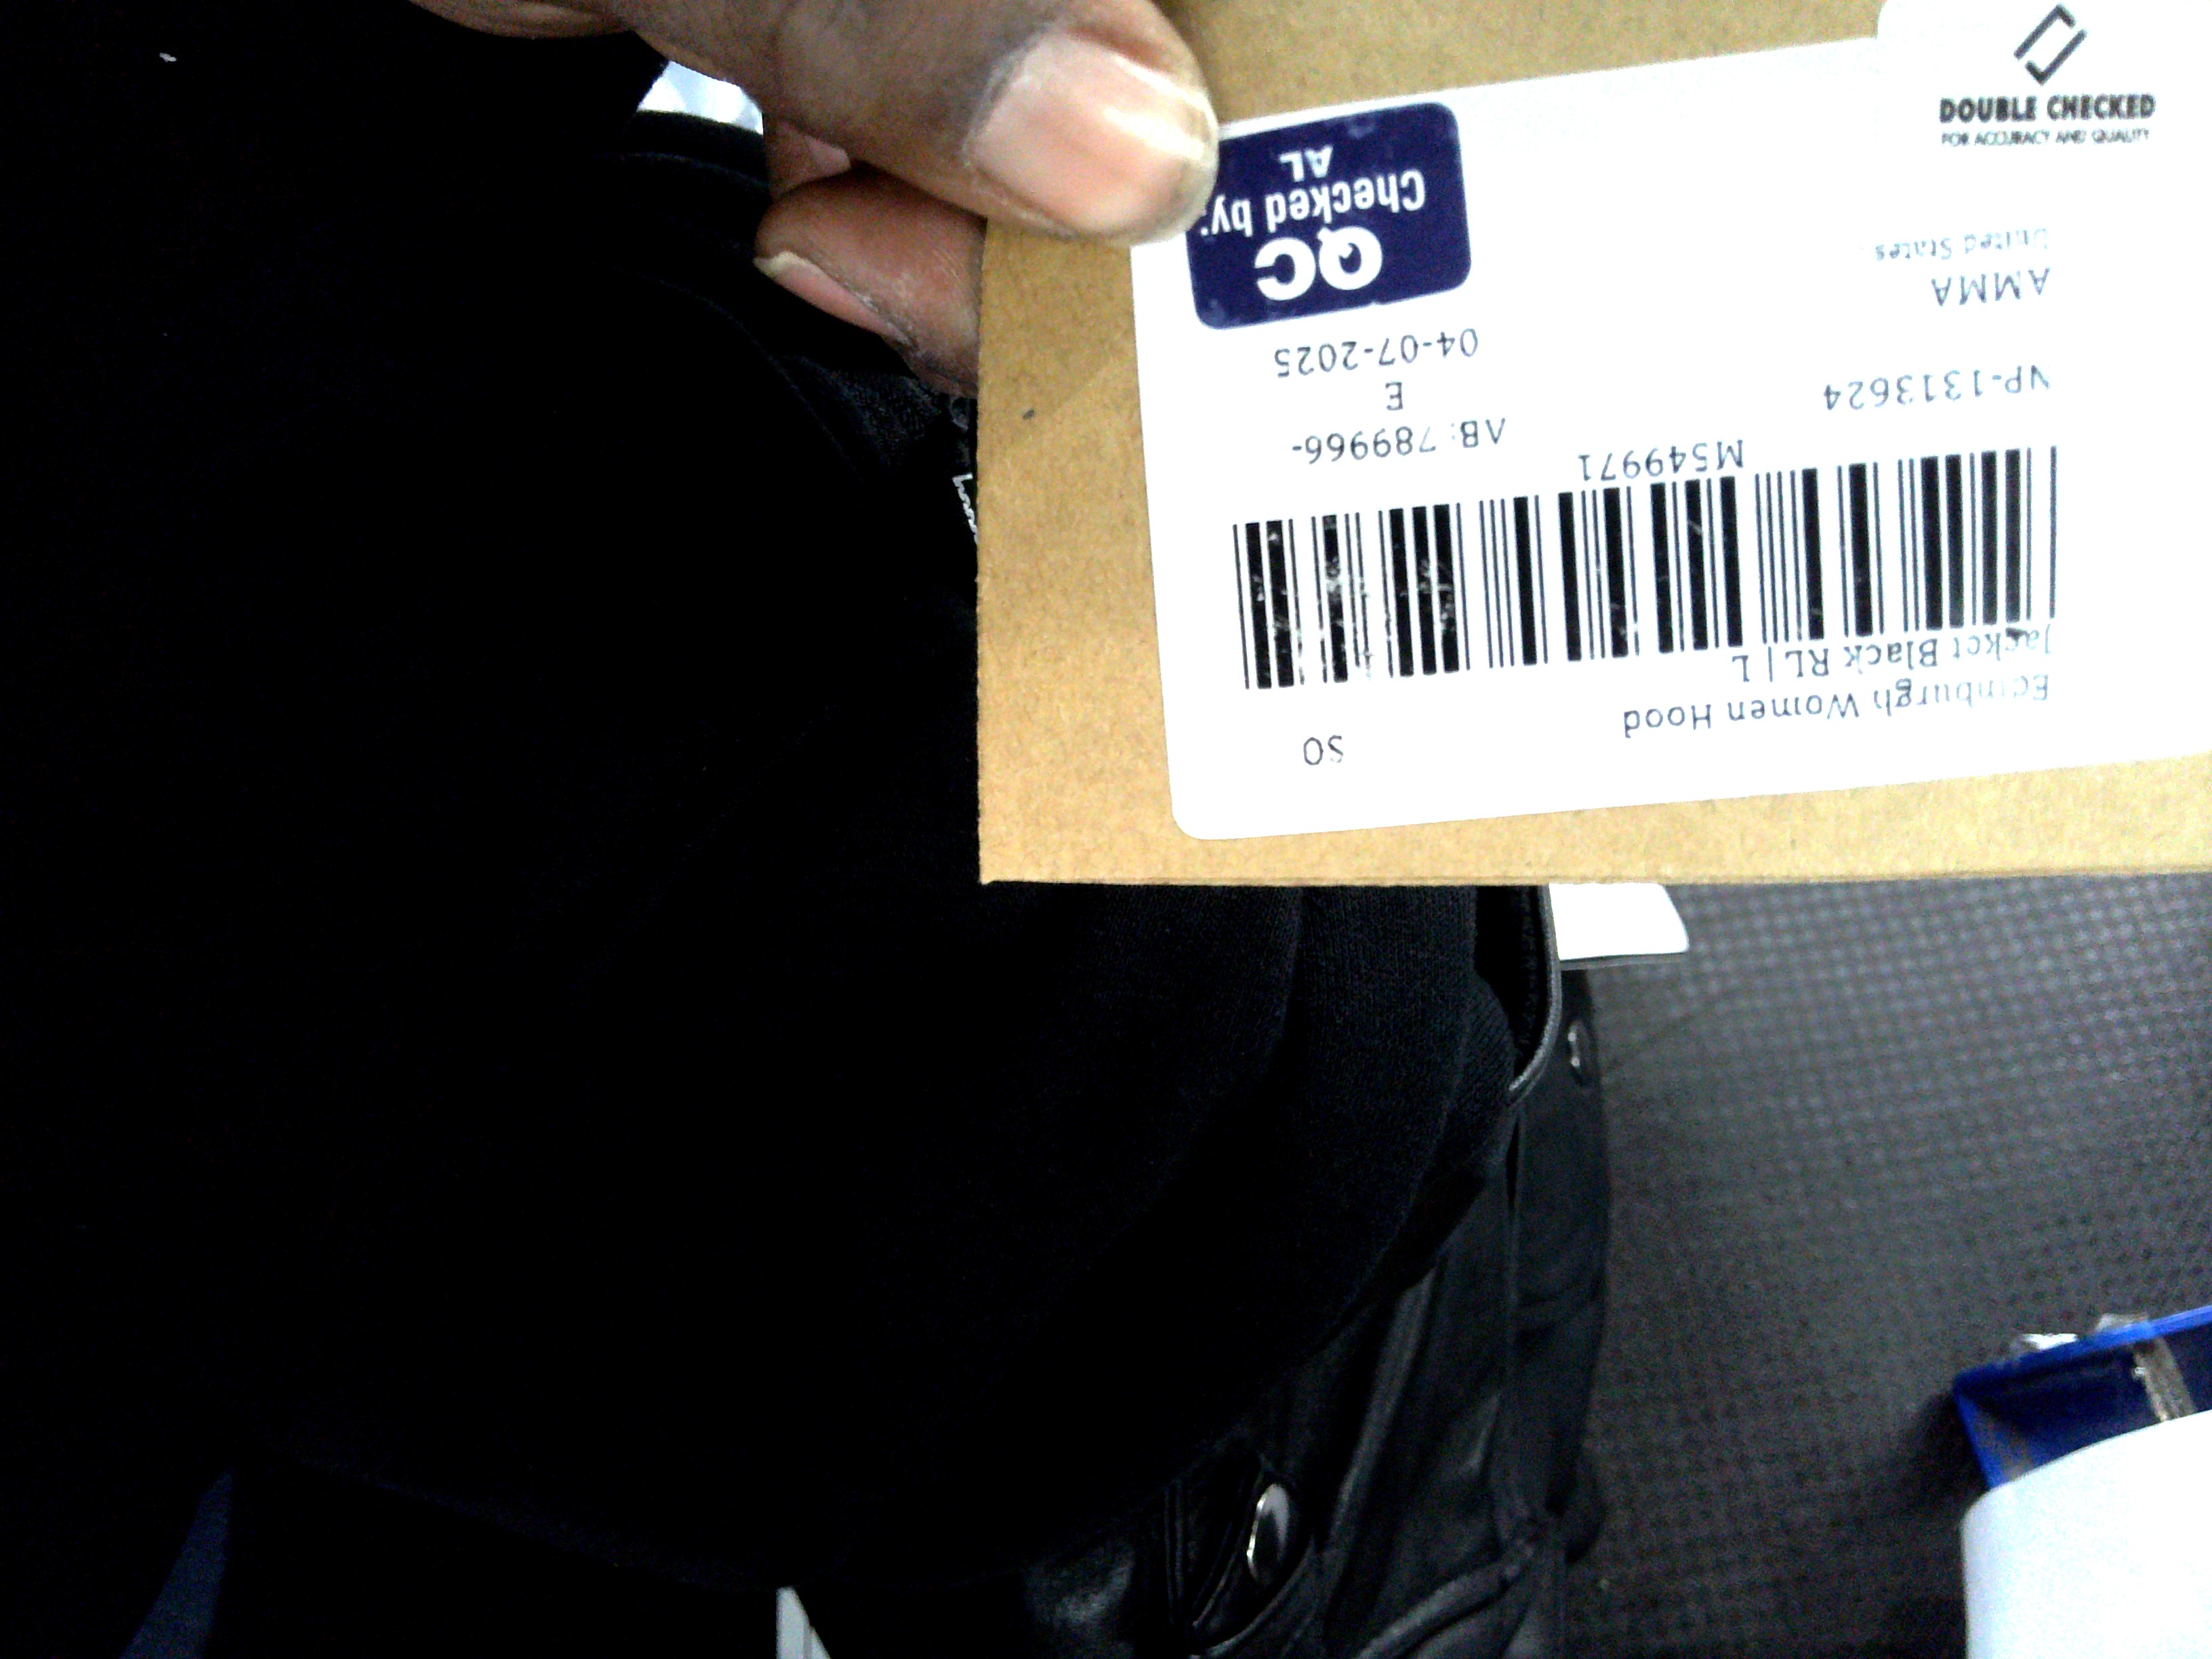 Edinburgh Women Hood
Jacket Black RL | L
SO
M549971
VP-1313624
AB: 789966-
E
04-07-2025
AMMA
United States
QC
Checked by:
AL
DOUBLE CHECKED
FOR ACCURACY AND QUALITY